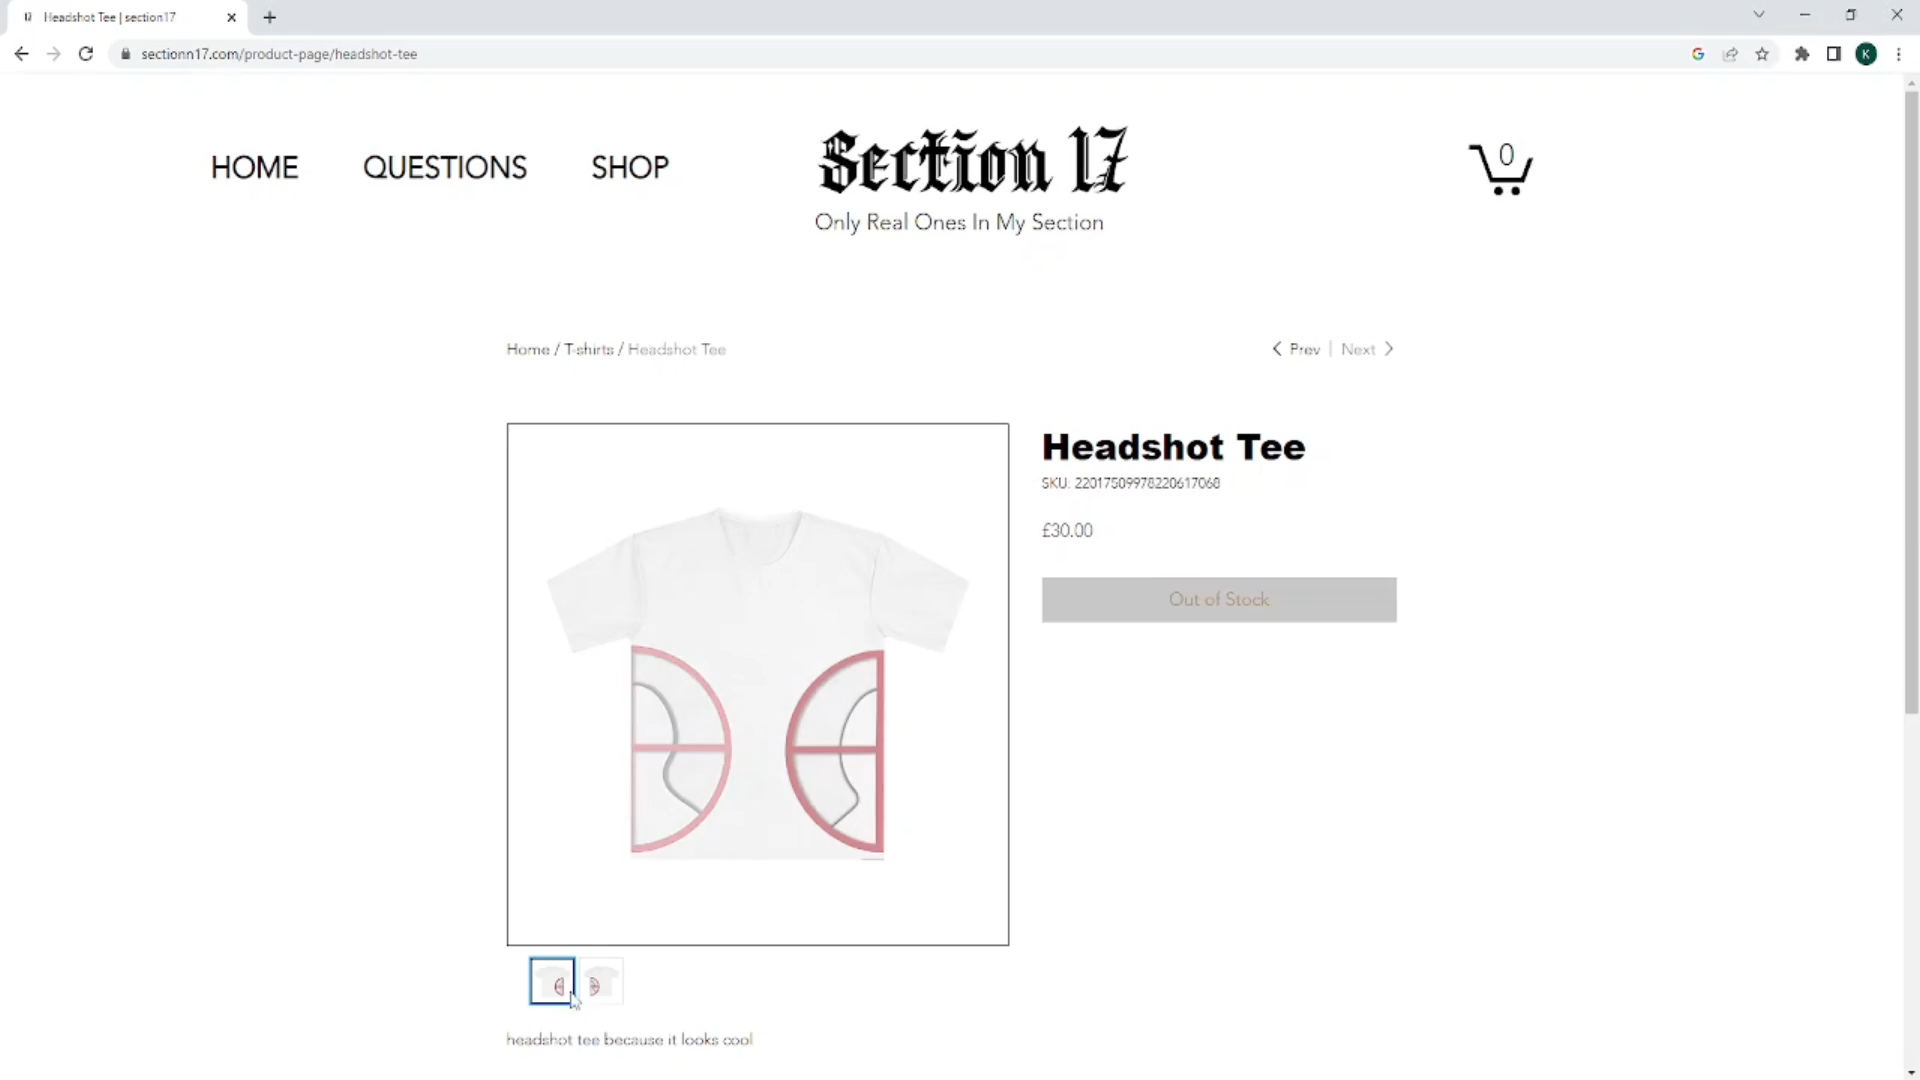 Headshot Tee | section17
sectionn17.com/product-page/headshot-tee
K
HOME
QUESTIONS
SHOP
Section 17
Only Real Ones In My Section
0
Home / T-shirts / Headshot Tee
Prev | Next
Headshot Tee
SKU: 22017509978220617068
£30.00
Out of Stock
headshot tee because it looks cool